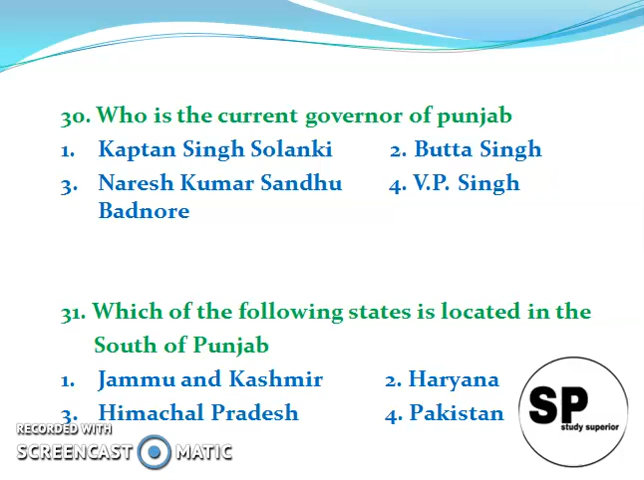 30. Who is the current governor of punjab
1. Kaptan Singh Solanki 2. Butta Singh
3. Naresh Kumar Sandhu 4. V.P. Singh
Badnore
31. Which of the following states is located in the
South of Punjab
1. Jammu and Kashmir 2. Haryana
3. Himachal Pradesh 4. Pakistan
SP
study superior
RECORDED WITH
SCREENCAST MATIC